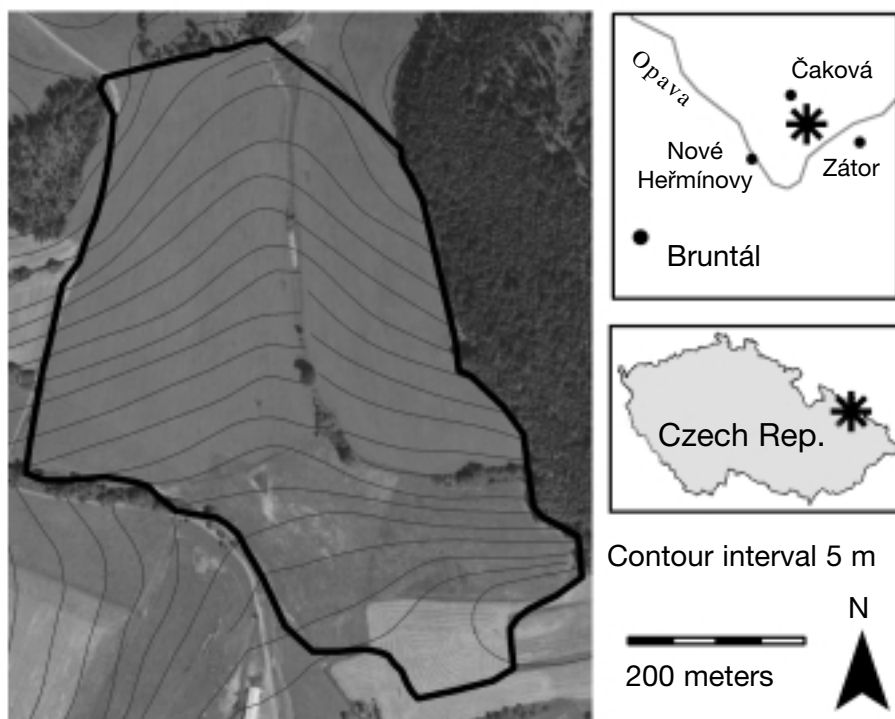 Opava
Čaková
Nové
Heřmínovy
Zátor
Bruntál
Czech Rep.
Contour interval 5 m
N
200 meters